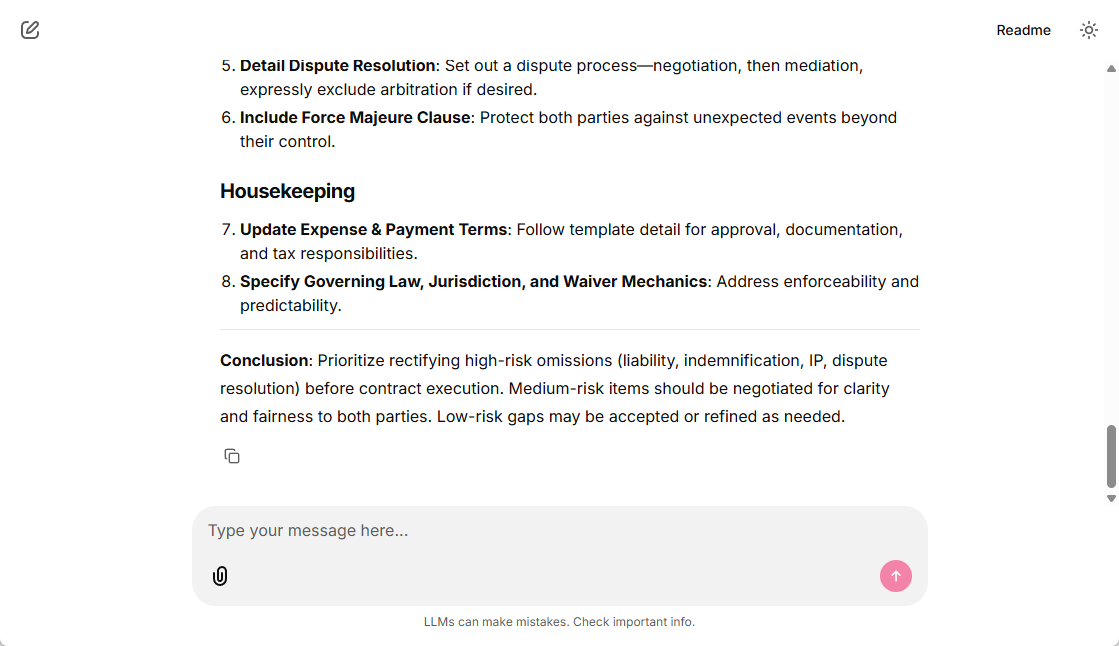 Readme
5. Detail Dispute Resolution: Set out a dispute process—negotiation, then mediation,
expressly exclude arbitration if desired.
6. Include Force Majeure Clause: Protect both parties against unexpected events beyond
their control.
Housekeeping
7. Update Expense & Payment Terms: Follow template detail for approval, documentation,
and tax responsibilities.
8. Specify Governing Law, Jurisdiction, and Waiver Mechanics: Address enforceability and
predictability.
Conclusion: Prioritize rectifying high-risk omissions (liability, indemnification, IP, dispute
resolution) before contract execution. Medium-risk items should be negotiated for clarity
and fairness to both parties. Low-risk gaps may be accepted or refined as needed.
Type your message here...
LLMs can make mistakes. Check important info.